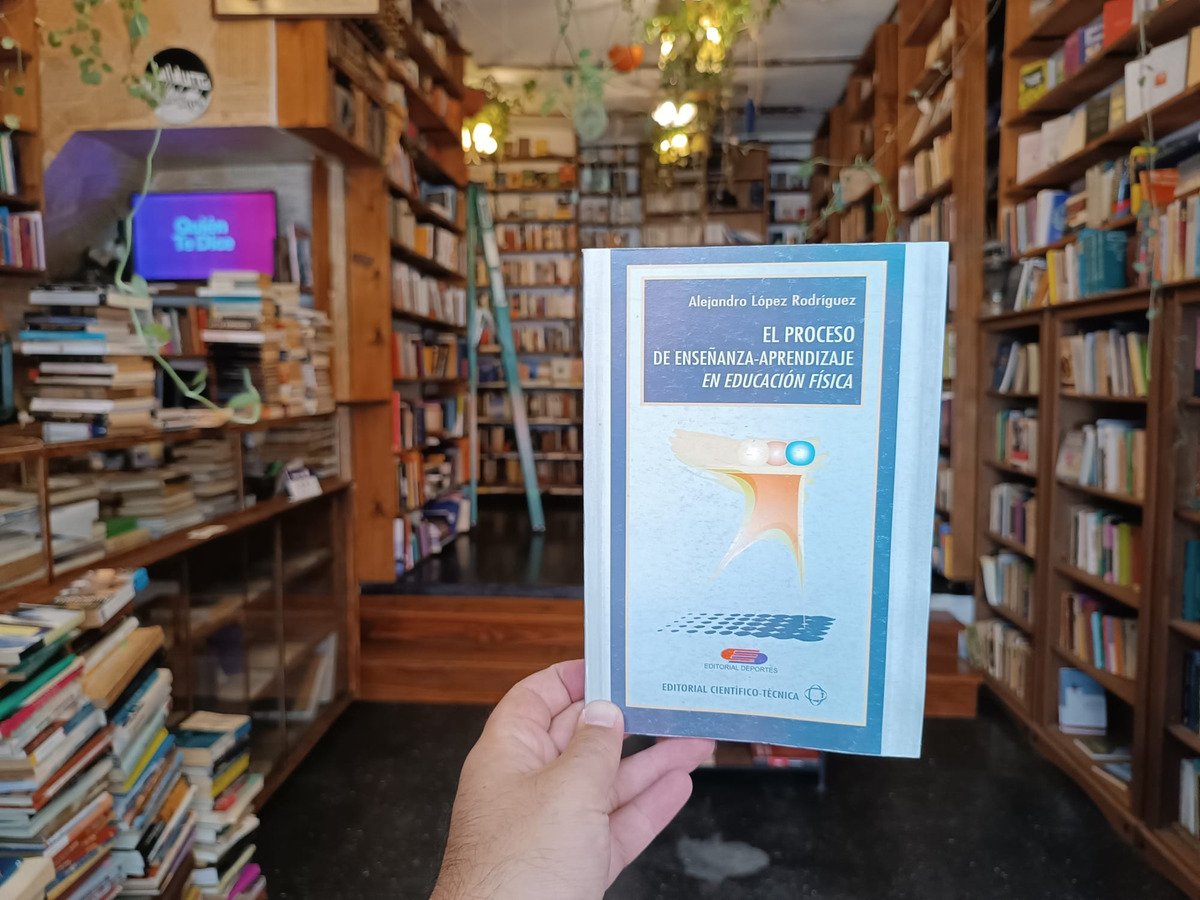 Quién
Te Dice
Alejandro López Rodríguez
EL PROCESO
DE ENSEÑANZA-APRENDIZAJE
EN EDUCACIÓN FÍSICA
EDITORIAL DEPORTES
EDITORIAL CIENTÍFICO-TÉCNICA